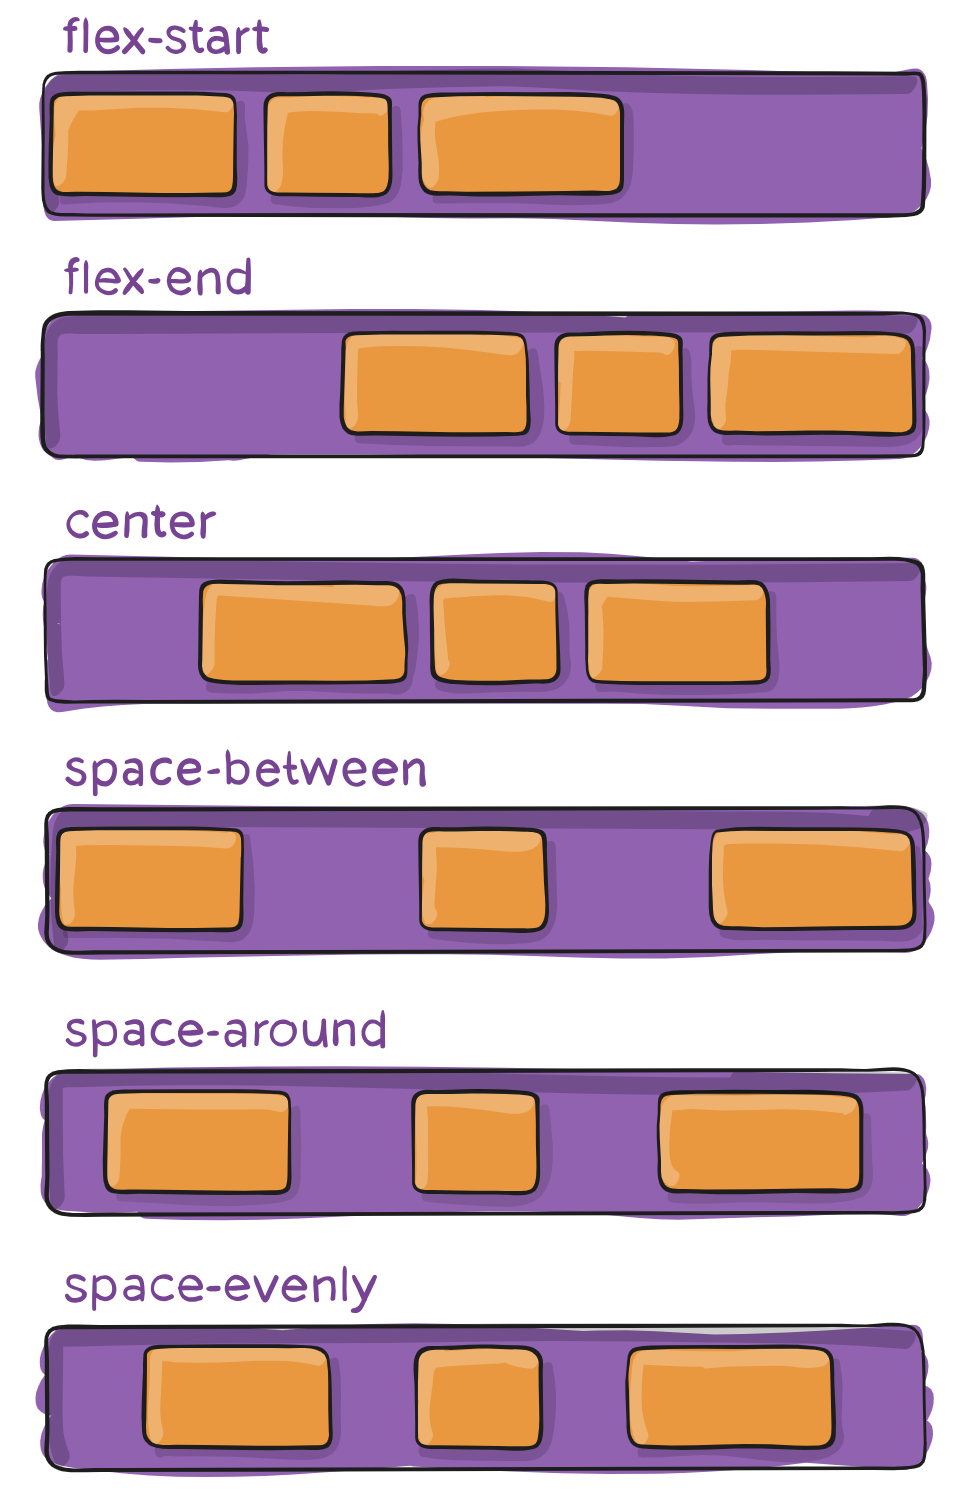 flex-start
flex-end
center
space-between
space-around
space-evenly